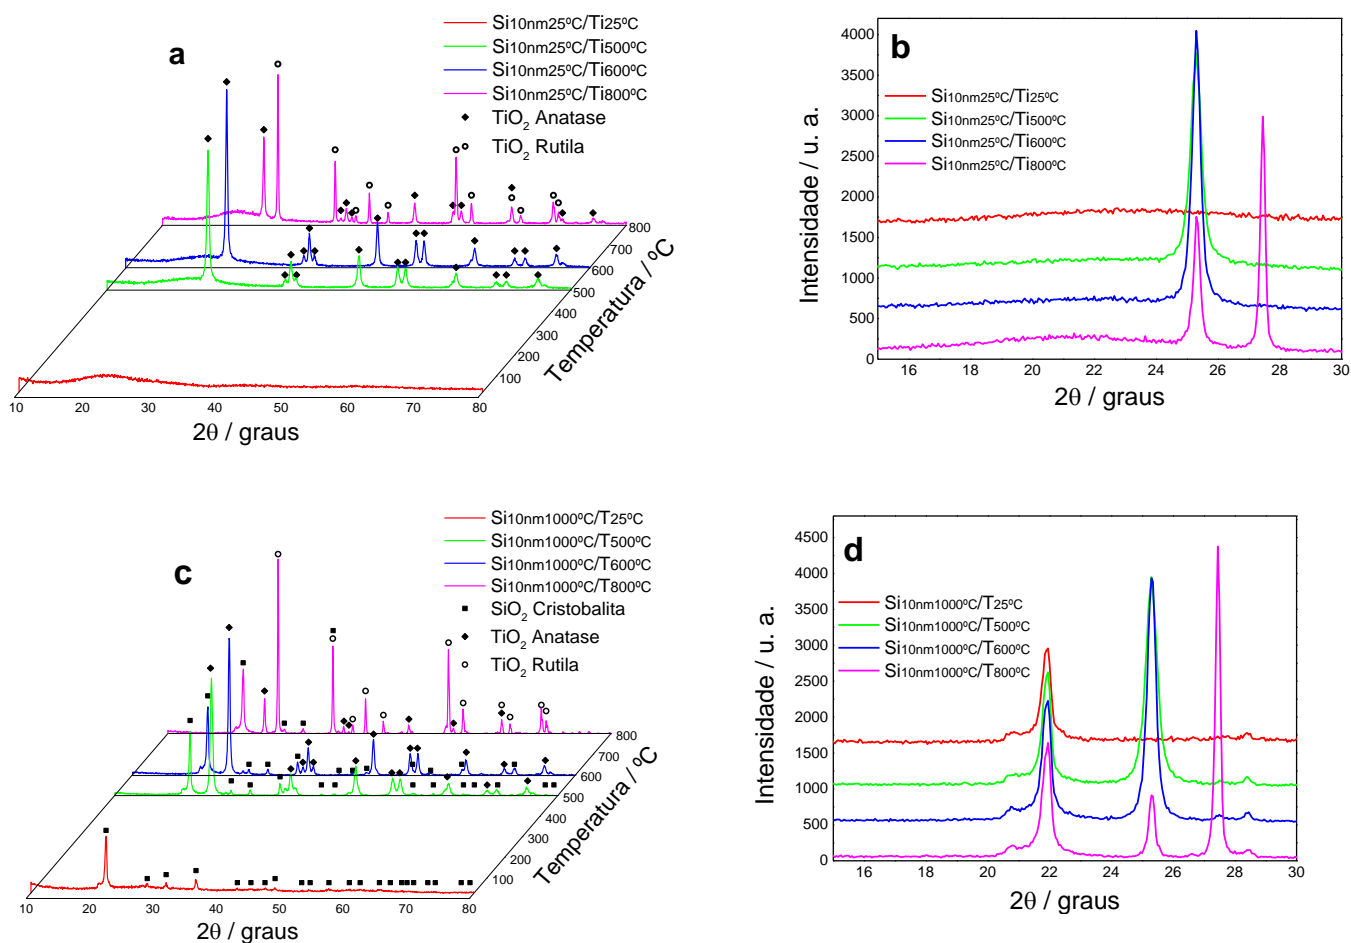 a
Si10nm25ºC/Ti25ºC
Si10nm25ºC/Ti500ºC
Si10nm25ºC/Ti600ºC
Si10nm25ºC/Ti800ºC
TiO2 Anatase
TiO2 Rutila
800
700
600
500
400
300
200
100
Temperatura / ºC
10 20 30 40 50 60 70 80
2θ / graus
b
Si10nm25ºC/Ti25ºC
Si10nm25ºC/Ti500ºC
Si10nm25ºC/Ti600ºC
Si10nm25ºC/Ti800ºC
4000
3500
3000
2500
2000
1500
1000
500
0
Intensidade / u. a.
16 18 20 22 24 26 28 30
2θ / graus
c
Si10nm1000ºC/T25ºC
Si10nm1000ºC/T500ºC
Si10nm1000ºC/T600ºC
Si10nm1000ºC/T800ºC
SiO2 Cristobalita
TiO2 Anatase
TiO2 Rutila
800
700
600
500
400
300
200
100
Temperatura / ºC
10 20 30 40 50 60 70 80
2θ / graus
d
Si10nm1000ºC/T25ºC
Si10nm1000ºC/T500ºC
Si10nm1000ºC/T600ºC
Si10nm1000ºC/T800ºC
4500
4000
3500
3000
2500
2000
1500
1000
500
0
Intensidade / u. a.
16 18 20 22 24 26 28 30
2θ / graus